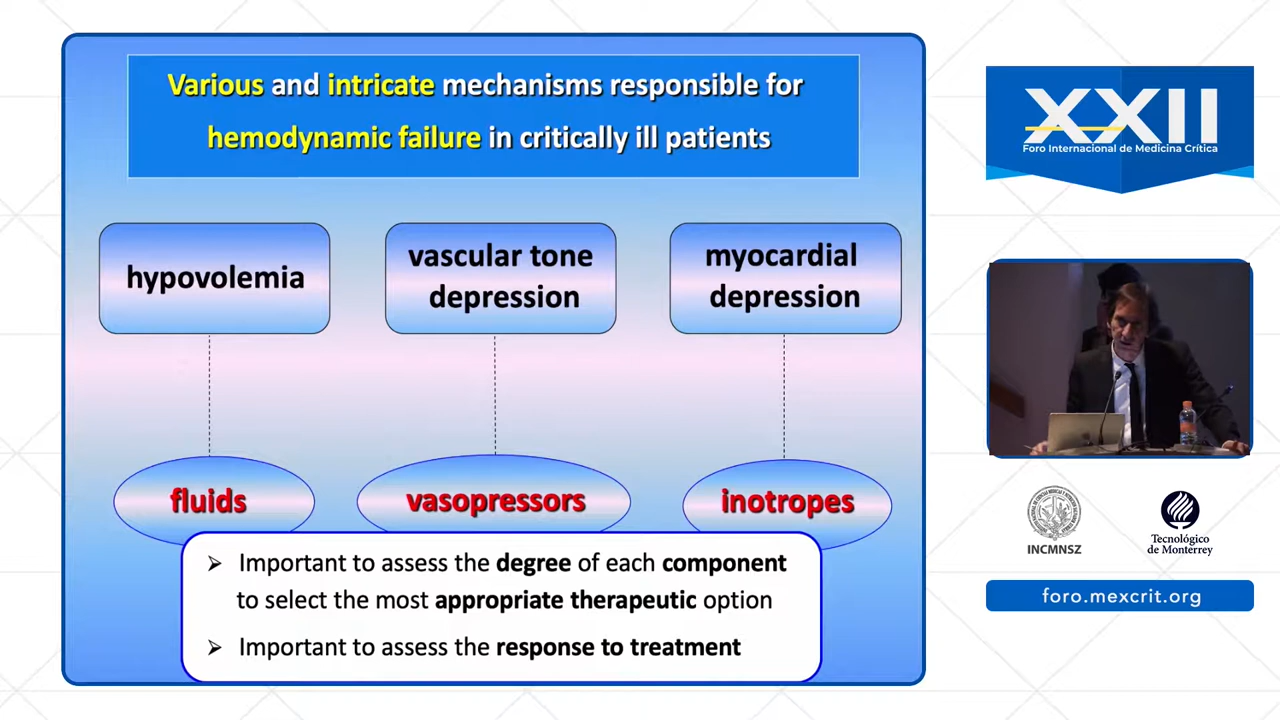 Various and intricate mechanisms responsible for
hemodynamic failure in critically ill patients
hypovolemia
vascular tone
depression
myocardial
depression
fluids
vasopressors
inotropes
➢ Important to assess the degree of each component
to select the most appropriate therapeutic option
➢ Important to assess the response to treatment
XXII
Foro Internacional de Medicina Crítica
INCMNSZ
Tecnológico
de Monterrey
foro.mexcrit.org